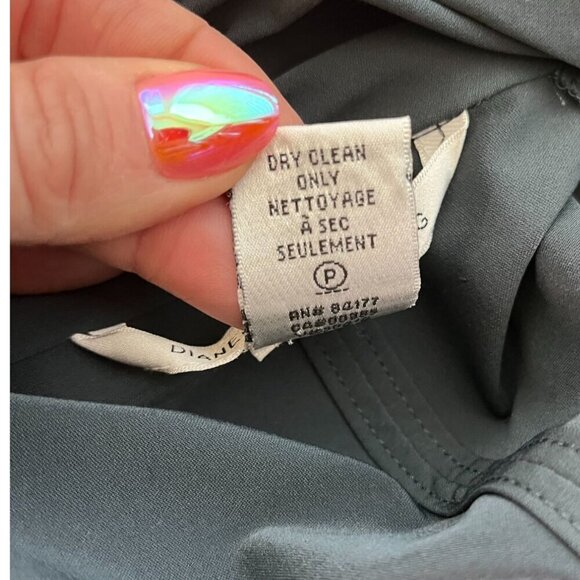 DRY CLEAN
ONLY
NETTOYAGE
À SEC
SEULEMENT
P
RN# 84177
DIANE
G